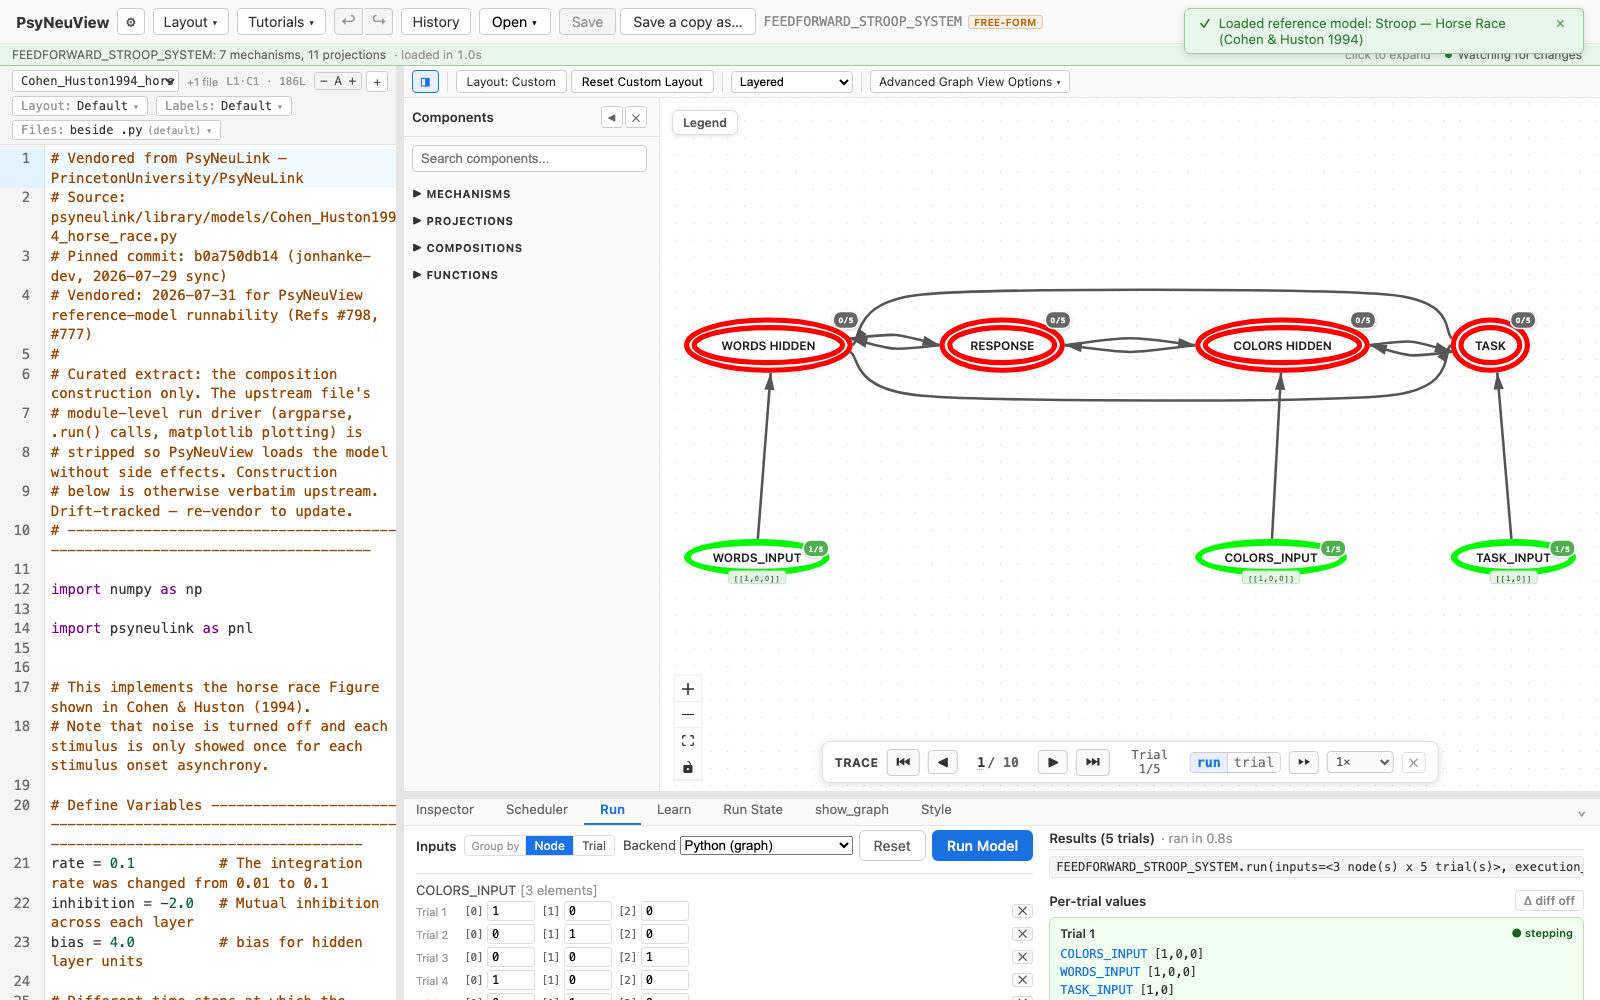 PsyNeuView ⚙ Layout ▾ Tutorials ▾ ↩ ↪ History Open ▾ Save Save a copy as... FEEDFORWARD_STROOP_SYSTEM FREE-FORM
✓ Loaded reference model: Stroop — Horse Race (Cohen & Huston 1994) ×
FEEDFORWARD_STROOP_SYSTEM: 7 mechanisms, 11 projections · loaded in 1.0s
click to expand ● Watching for changes
+1 file L1:C1 · 186L − A + +
Layout: Default ▾ Labels: Default ▾
Files: beside .py (default) ▾
1 # Vendored from PsyNeuLink —
PrincetonUniversity/PsyNeuLink
2 # Source:
psyneulink/library/models/Cohen_Huston199
4_horse_race.py
3 # Pinned commit: b0a750db14 (jonhanke-
dev, 2026-07-29 sync)
4 # Vendored: 2026-07-31 for PsyNeuView
reference-model runnability (Refs #798,
#777)
5 #
6 # Curated extract: the composition
construction only. The upstream file's
7 # module-level run driver (argparse,
.run() calls, matplotlib plotting) is
8 # stripped so PsyNeuView loads the model
without side effects. Construction
9 # below is otherwise verbatim upstream.
Drift-tracked — re-vendor to update.
10 # ----------------------------------------
--------------------------------------
11
12 import numpy as np
13
14 import psyneulink as pnl
15
16
17 # This implements the horse race Figure
shown in Cohen & Huston (1994).
18 # Note that noise is turned off and each
stimulus is only showed once for each
stimulus onset asynchrony.
19
20 # Define Variables ----------------------
-----------------------------------------
-------------------------------------
21 rate = 0.1 # The integration
rate was changed from 0.01 to 0.1
22 inhibition = -2.0 # Mutual inhibition
across each layer
23 bias = 4.0 # bias for hidden
layer units
24
Layout: Custom Reset Custom Layout Layered Advanced Graph View Options ▾
Components ◀ ×
Search components...
▶ MECHANISMS
▶ PROJECTIONS
▶ COMPOSITIONS
▶ FUNCTIONS
Legend
0/5 0/5 0/5 0/5
WORDS HIDDEN RESPONSE COLORS HIDDEN TASK
WORDS_INPUT 1/5 COLORS_INPUT 1/5 TASK_INPUT 1/5
[[1,0,0]] [[1,0,0]] [[1,0]]
TRACE ⏮ ◀ 1 / 10 ▶ ⏭ Trial 1/5 run trial ▸▸ 1× ×
Inspector Scheduler Run Learn Run State show_graph Style
Inputs Group by Node Trial Backend Python (graph) Reset Run Model
COLORS_INPUT [3 elements]
Trial 1 [0] 1 [1] 0 [2] 0 ×
Trial 2 [0] 0 [1] 1 [2] 0 ×
Trial 3 [0] 0 [1] 0 [2] 1 ×
Trial 4 [0] 1 [1] 0 [2] 0 ×
Results (5 trials) · ran in 0.8s
FEEDFORWARD_STROOP_SYSTEM.run(inputs=<3 node(s) x 5 trial(s)>, execution_
Per-trial values Δ diff off
Trial 1 ● stepping
COLORS_INPUT [1,0,0]
WORDS_INPUT [1,0,0]
TASK_INPUT [1,0]